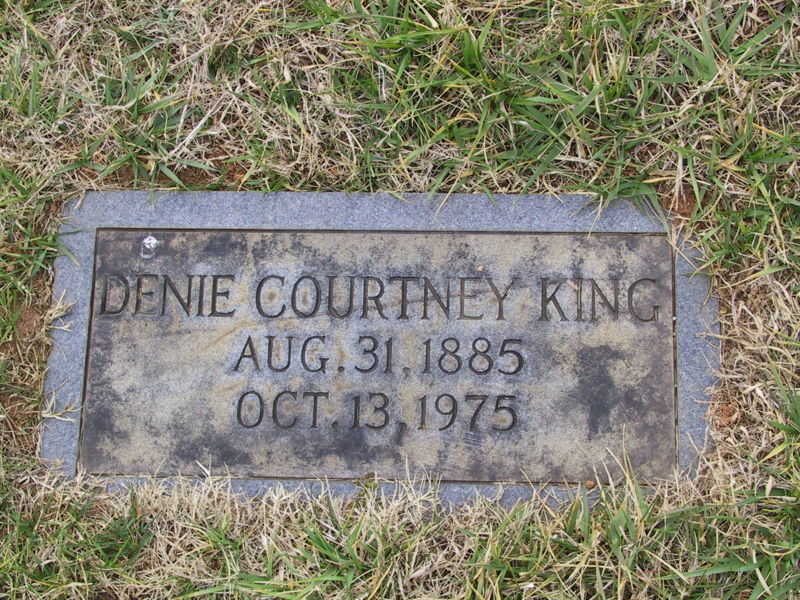 DENIE COURTNEY KING
AUG. 31, 1885
OCT. 13, 1975